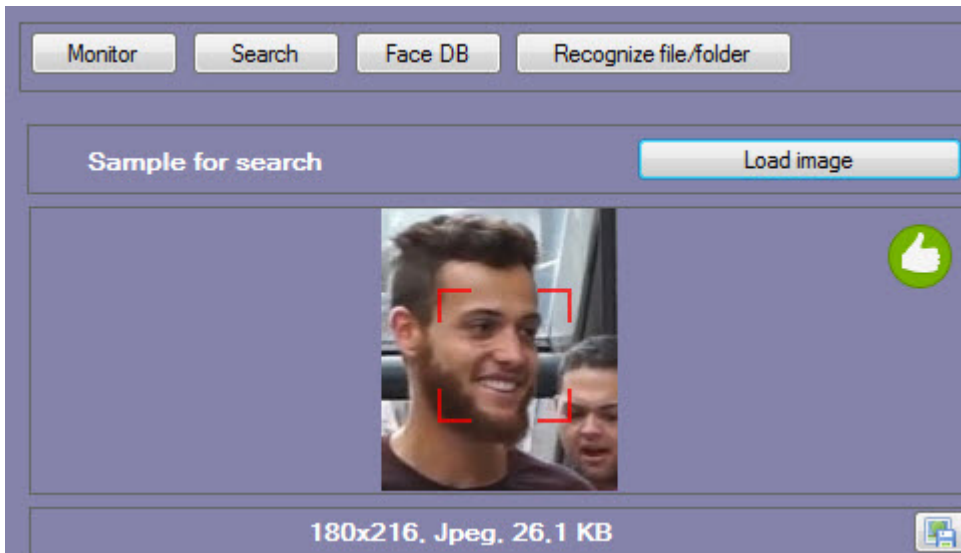 Monitor Search Face DB Recognize file/folder
Sample for search Load image
180x216, Jpeg, 26,1 KB